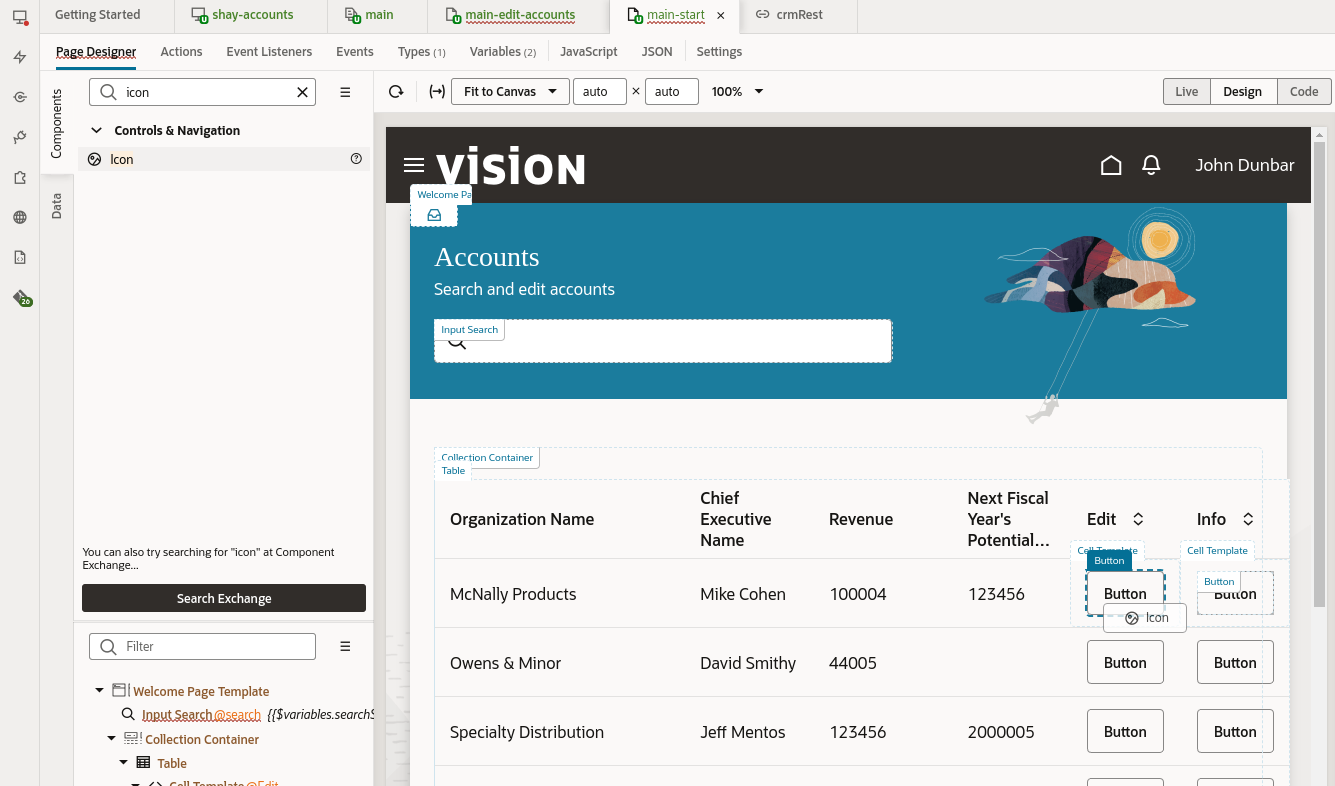 Getting Started
shay-accounts
main
main-edit-accounts
main-start
crmRest
Page Designer
Actions
Event Listeners
Events
Types (1)
Variables (2)
JavaScript
JSON
Settings
Components
Data
26
icon
Controls & Navigation
Icon
You can also try searching for "icon" at Component
Exchange...
Search Exchange
Filter
Welcome Page Template
Input Search @search {{$variables.searchS
Collection Container
Table
Cell Template @Edit
Fit to Canvas
auto × auto
100%
Live
Design
Code
vision
John Dunbar
Welcome Pa
Accounts
Search and edit accounts
Input Search
Collection Container
Table
Organization Name
Chief
Executive
Name
Revenue
Next Fiscal
Year's
Potential...
Edit
Info
Cell Template
Cell Template
Button
Button
McNally Products
Mike Cohen
100004
123456
Button
Button
Icon
Owens & Minor
David Smithy
44005
Button
Button
Specialty Distribution
Jeff Mentos
123456
2000005
Button
Button